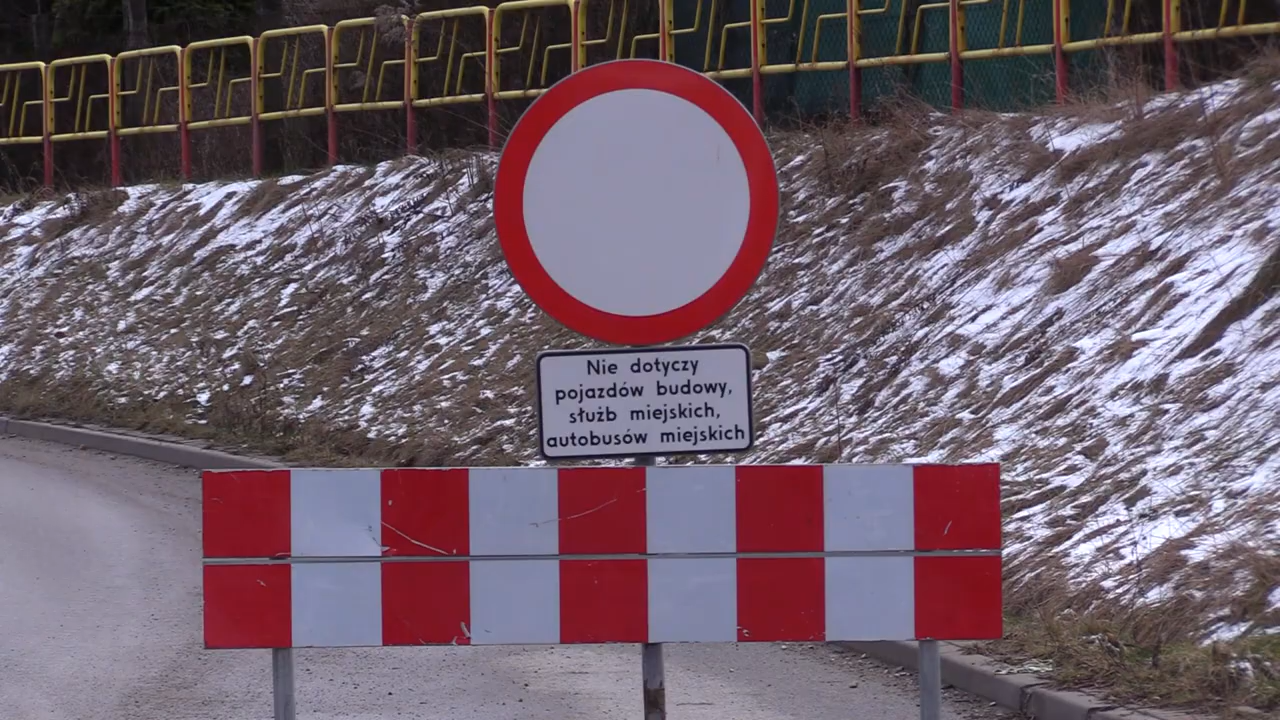 Nie dotyczy
pojazdów budowy,
służb miejskich,
autobusów miejskich